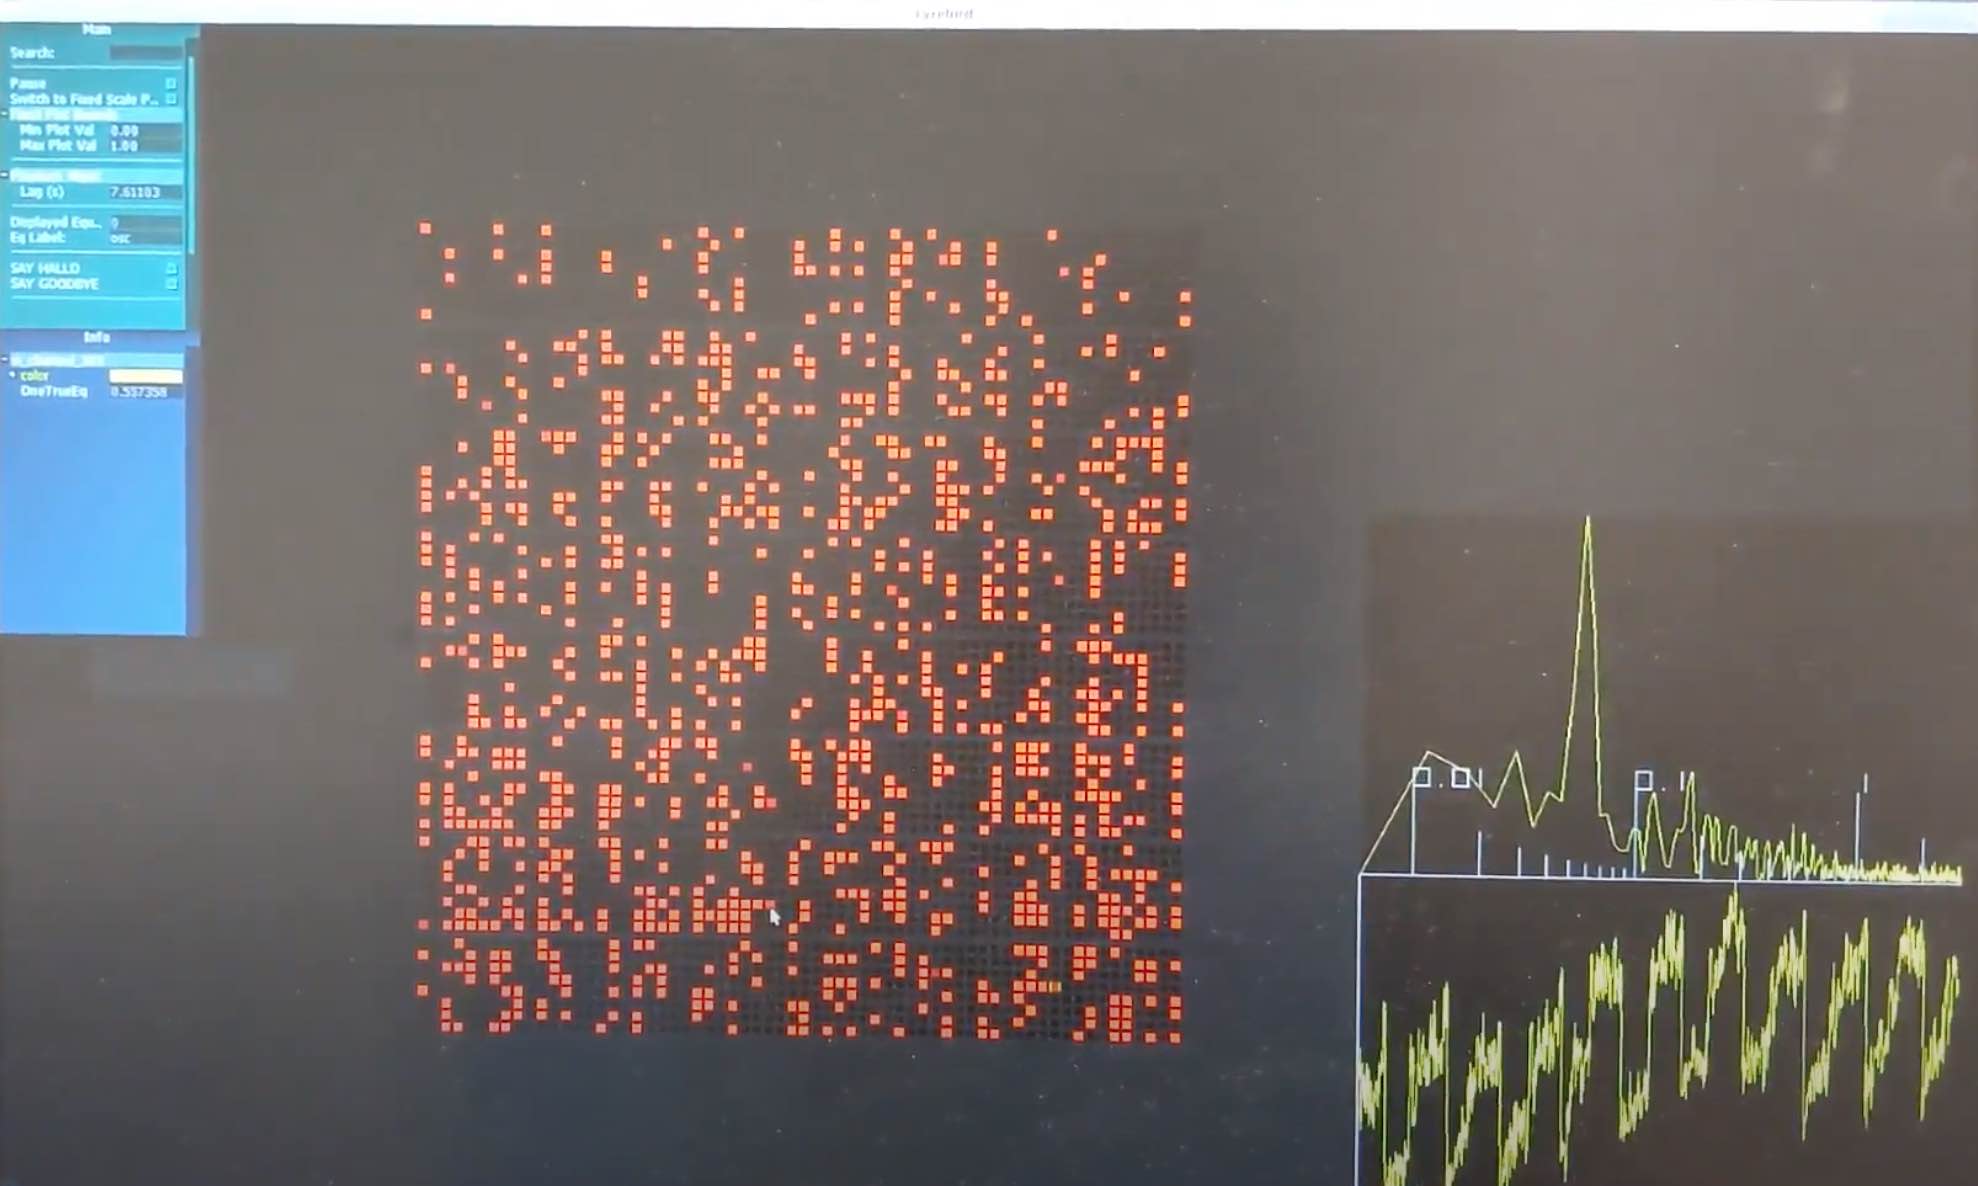 Main
Search:
Pause
Switch to Fixed Scale P..
Min Plot Val 0.00
Max Plot Val 1.00
Lag (s) 7.61103
Displayed Equ.. 0
Eq Label: osc
SAY HALLO
SAY GOODBYE
Info
color
OneTrueEq 0.557358